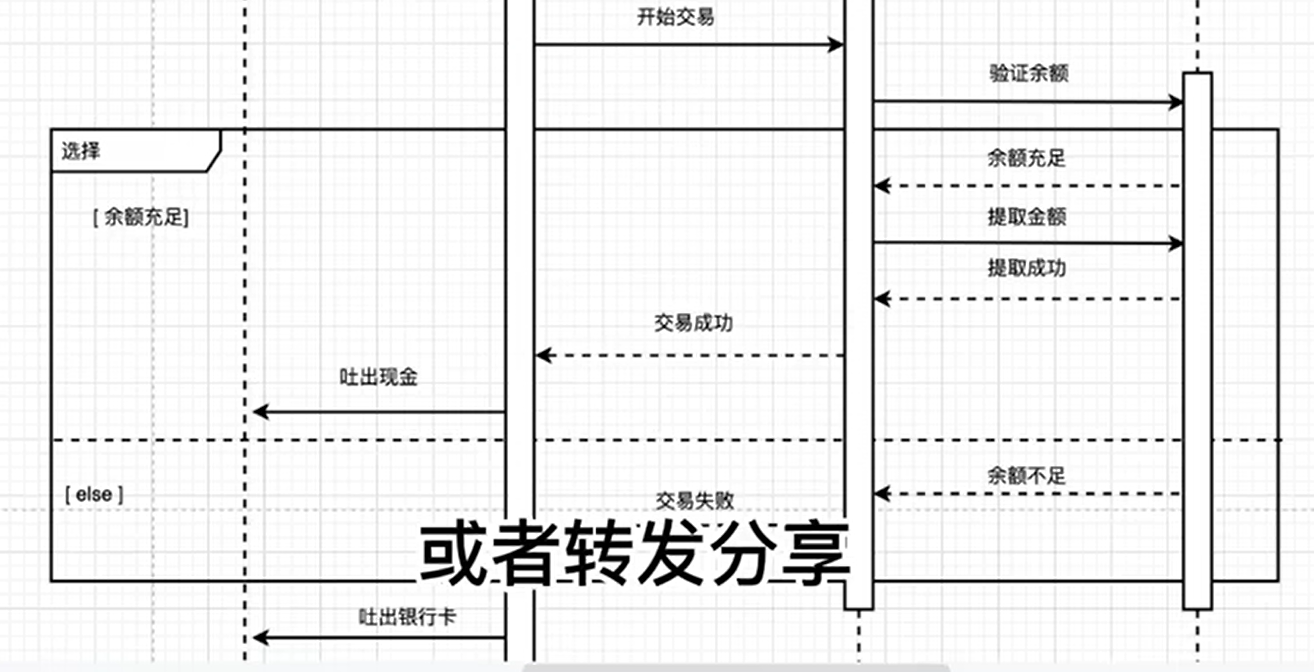 开始交易
验证余额
选择
余额充足
[ 余额充足]
提取金额
提取成功
交易成功
吐出现金
余额不足
[ else ]
交易失败
或者转发分享
吐出银行卡